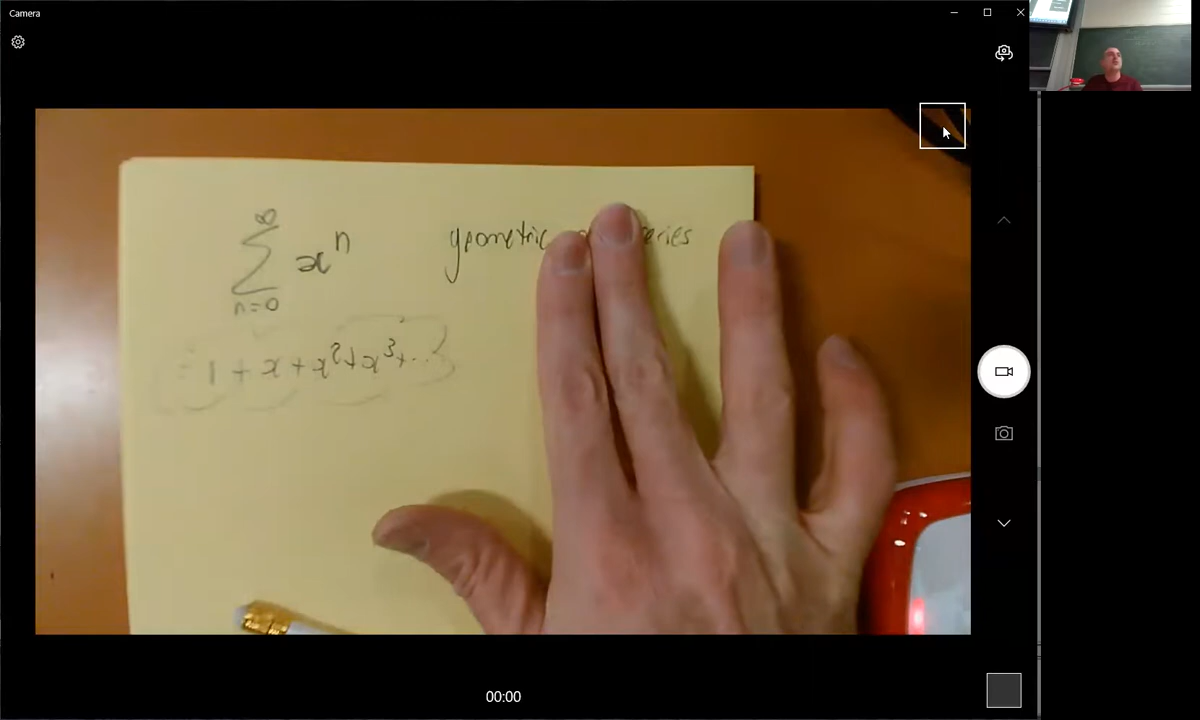 Camera
∑_{n=0}^{∞} x^n geometric
= 1 + x + x² + x³ + ...
00:00